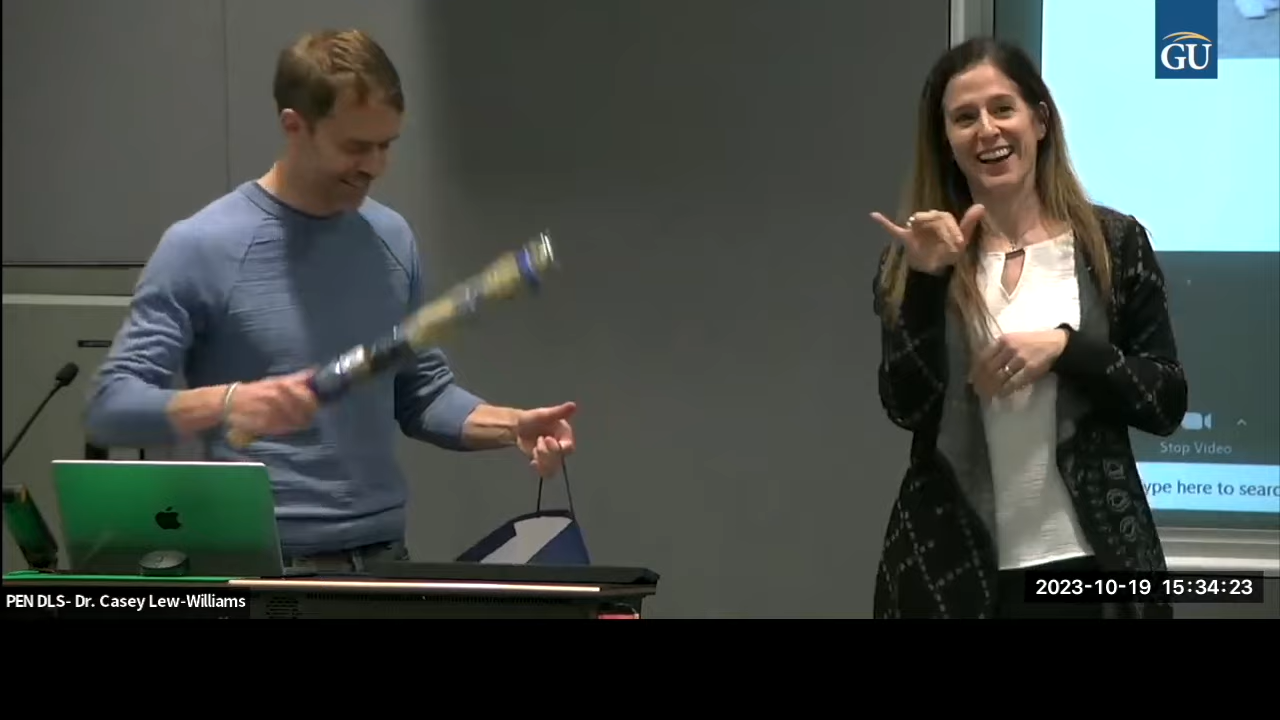 GU
Stop Video
ype here to searc
PEN DLS- Dr. Casey Lew-Williams
2023-10-19 15:34:23